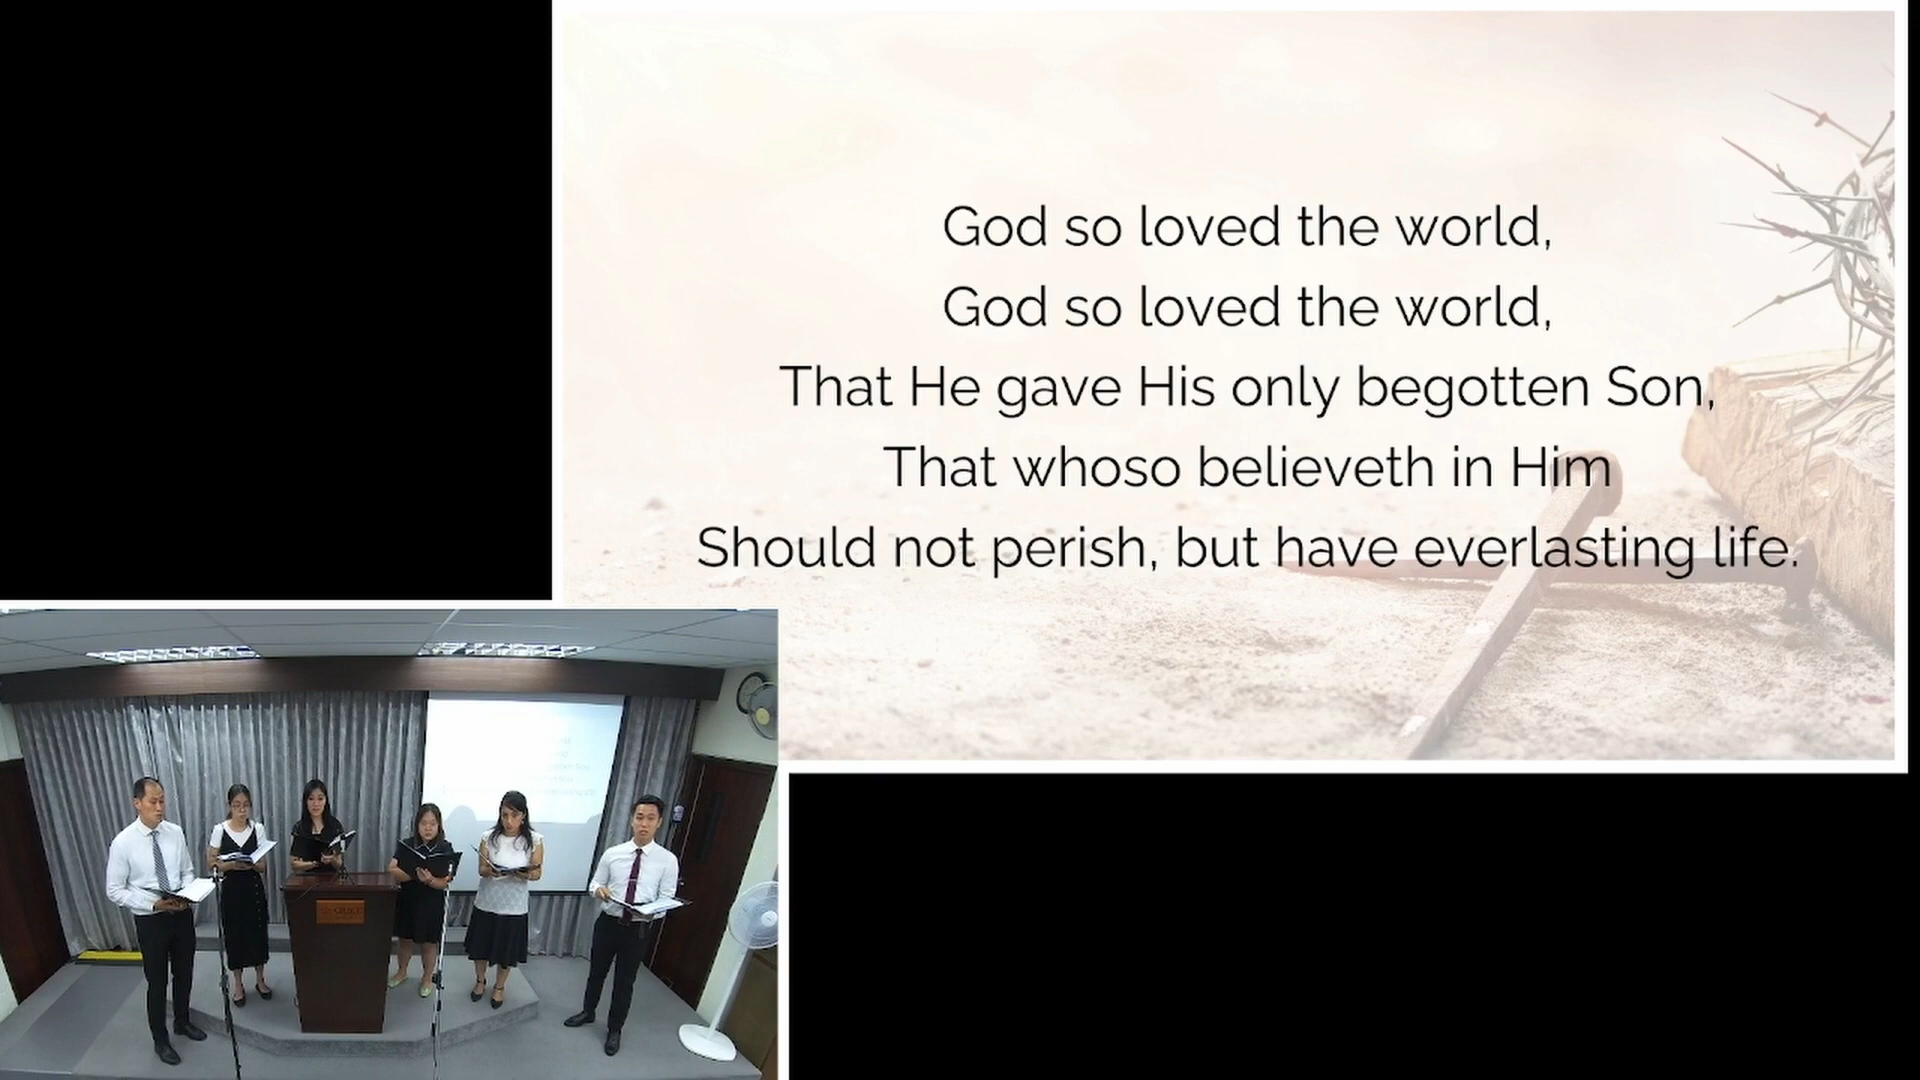 God so loved the world,
God so loved the world,
That He gave His only begotten Son,
That whoso believeth in Him
Should not perish, but have everlasting life.